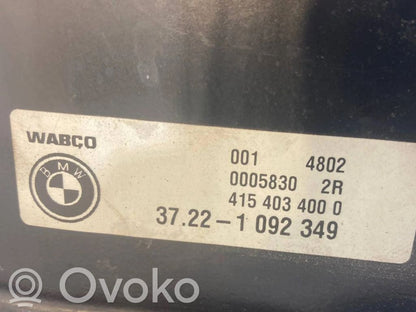 WABCO
BMW
001 4802
0005830 2R
415 403 400 0
37.22-1 092 349
Ovoko